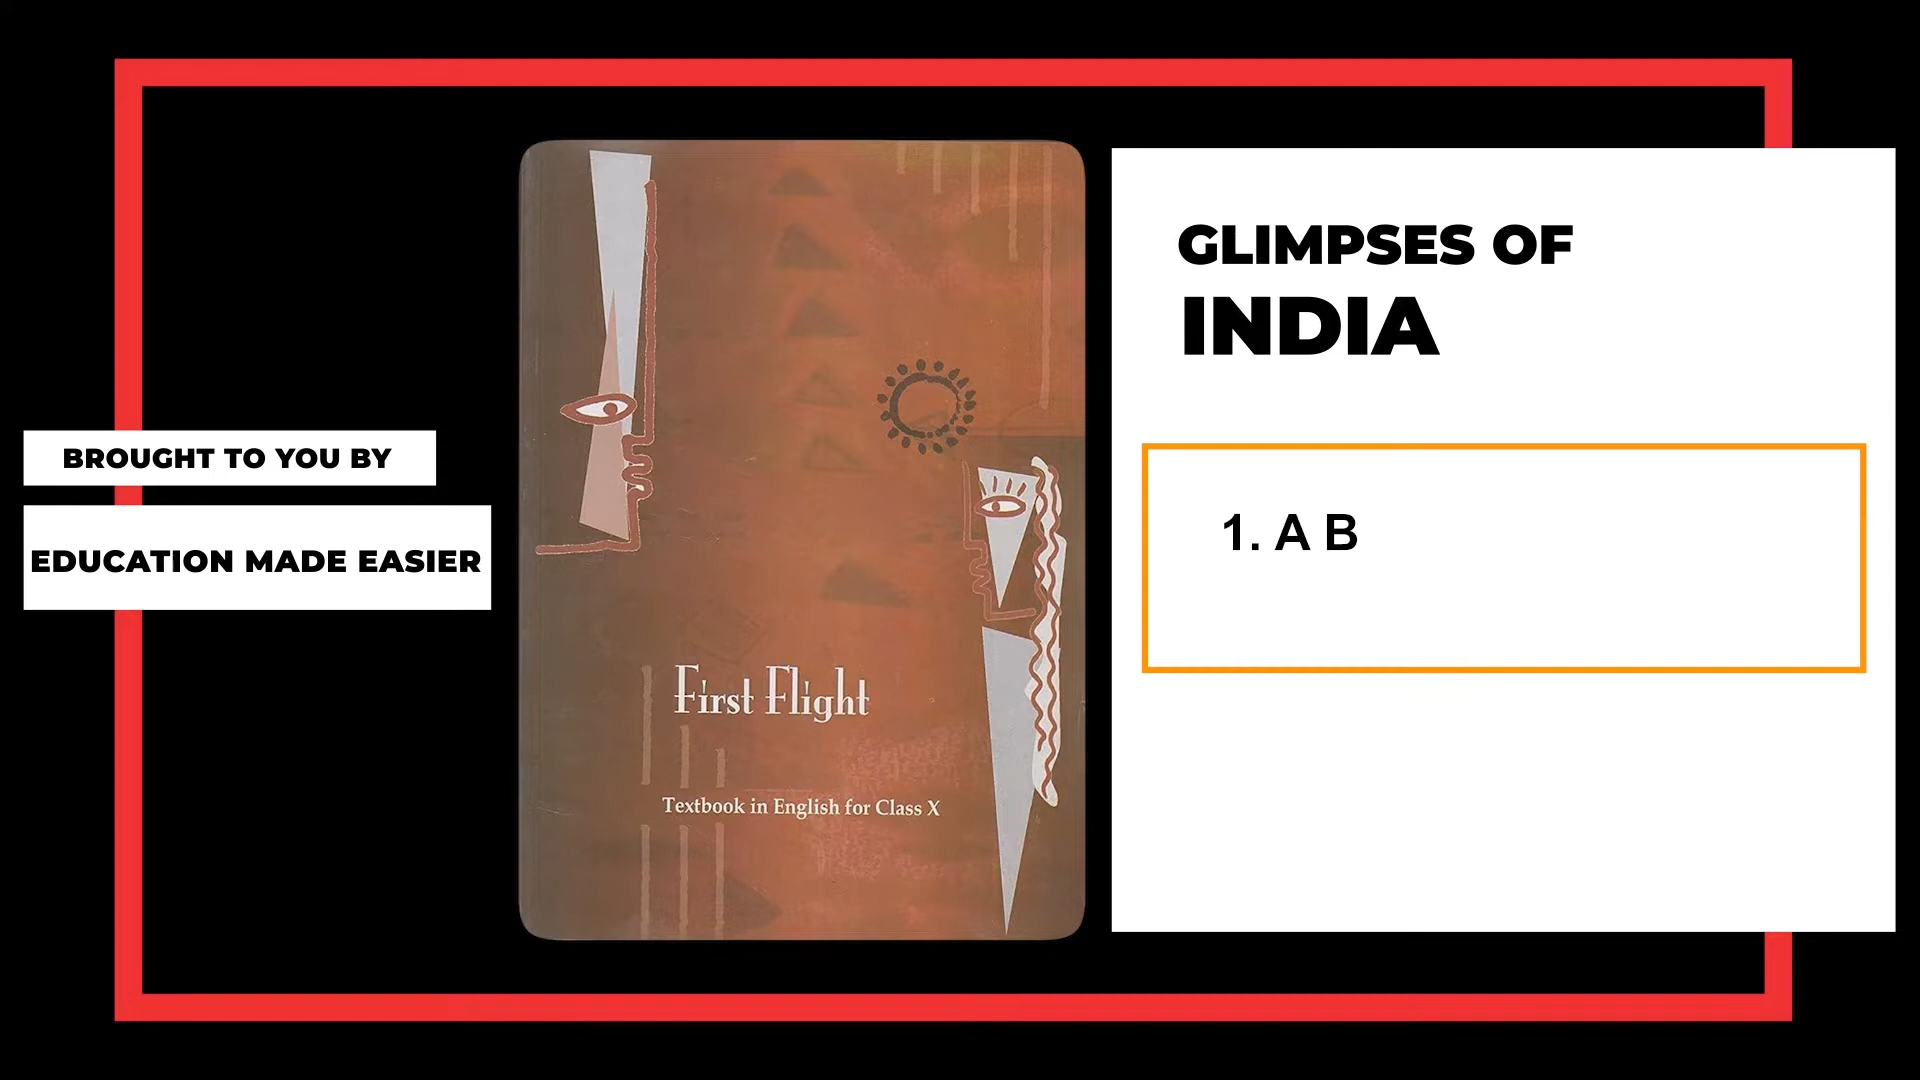 BROUGHT TO YOU BY
EDUCATION MADE EASIER
First Flight
Textbook in English for Class X
GLIMPSES OF
INDIA
1. A B